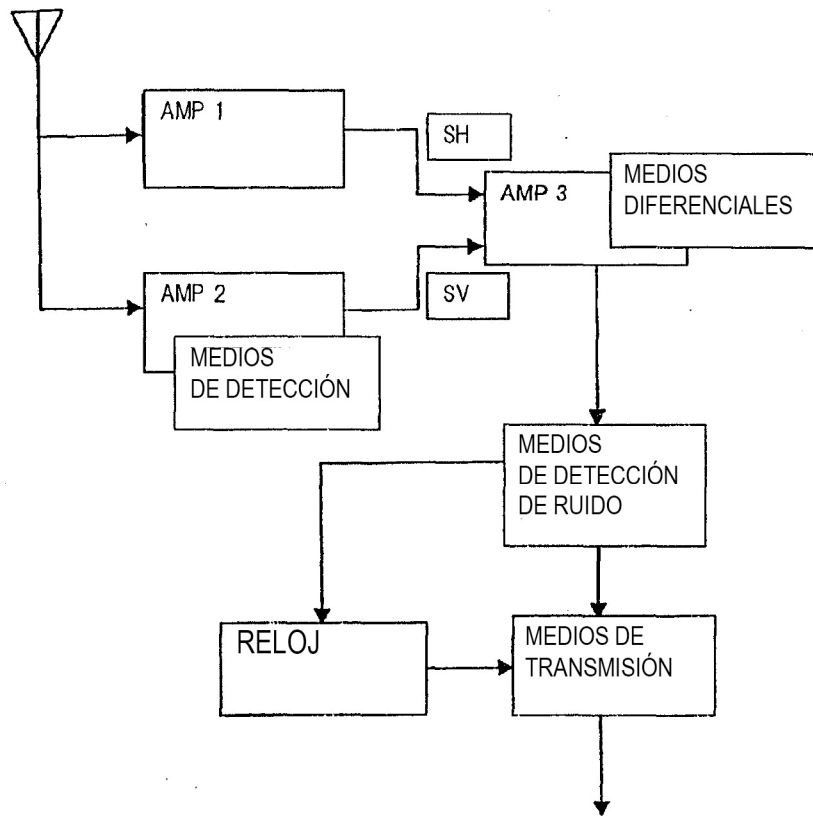 AMP 1
SH
AMP 3
MEDIOS
DIFERENCIALES
AMP 2
SV
MEDIOS
DE DETECCIÓN
MEDIOS
DE DETECCIÓN
DE RUIDO
RELOJ
MEDIOS DE
TRANSMISIÓN